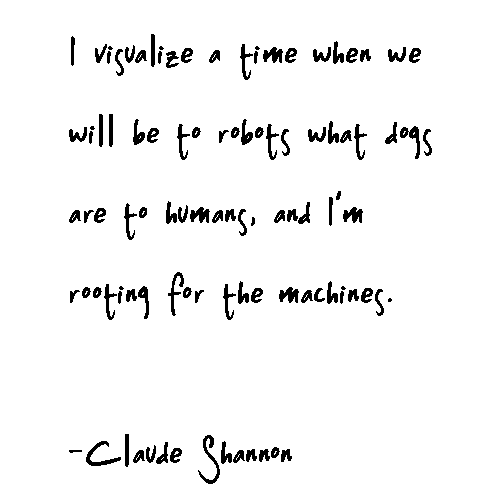 I visualize a time when we
will be to robots what dogs
are to humans, and I'm
rooting for the machines.
-Claude Shannon